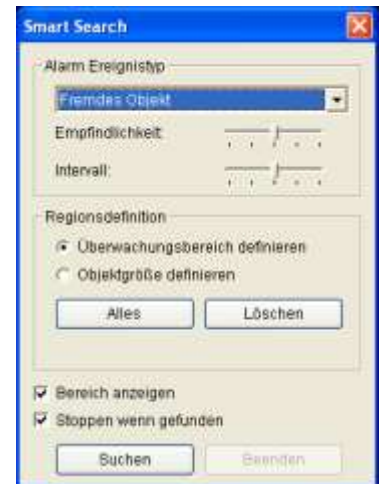 Smart Search
Alarm Ereignistyp
Fremdes Objekt
Empfindlichkeit:
Intervall:
Regionsdefinition
Überwachungsbereich definieren
Objektgröße definieren
Alles Löschen
Bereich anzeigen
Stoppen wenn gefunden
Suchen Beenden